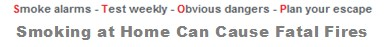 Smoke alarms - Test weekly - Obvious dangers - Plan your escape
Smoking at Home Can Cause Fatal Fires